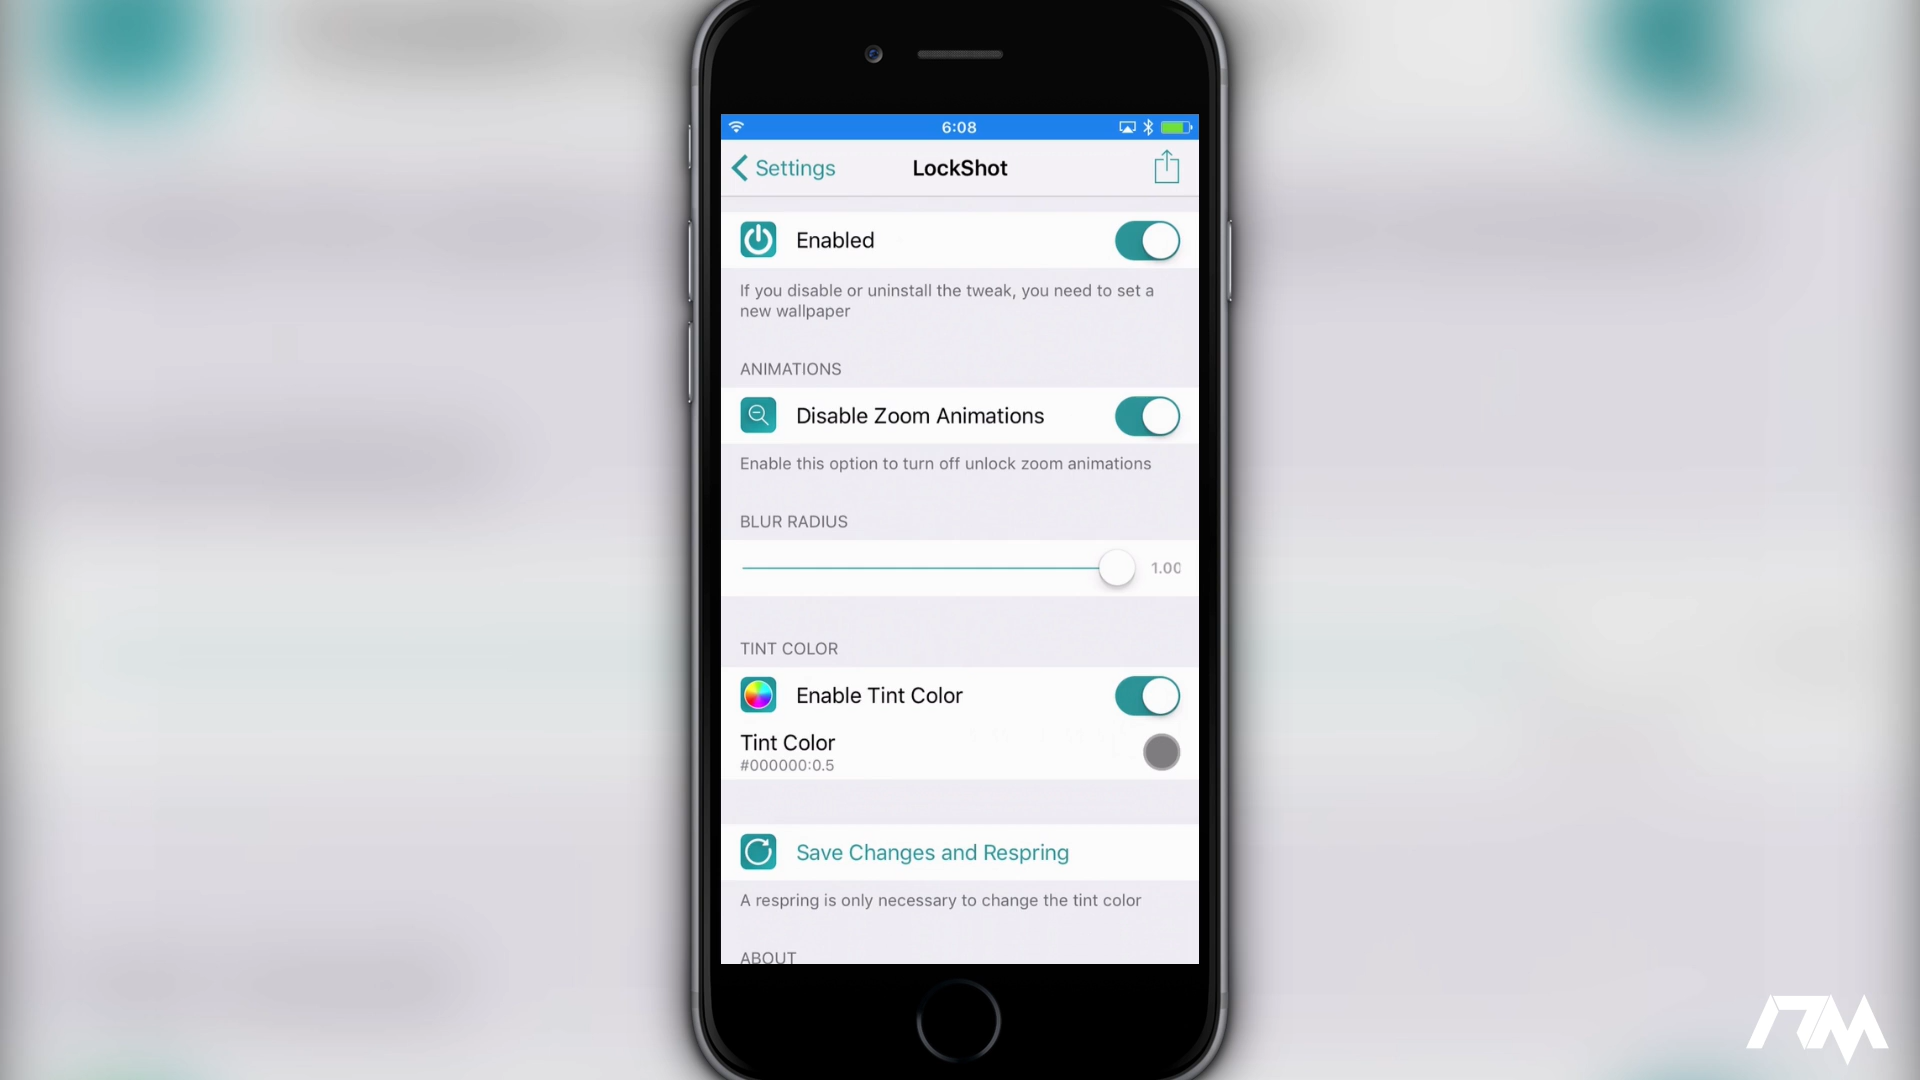 6:08
Settings
LockShot
Enabled
If you disable or uninstall the tweak, you need to set a
new wallpaper
ANIMATIONS
Disable Zoom Animations
Enable this option to turn off unlock zoom animations
BLUR RADIUS
1.00
TINT COLOR
Enable Tint Color
Tint Color
#000000:0.5
Save Changes and Respring
A respring is only necessary to change the tint color
ABOUT